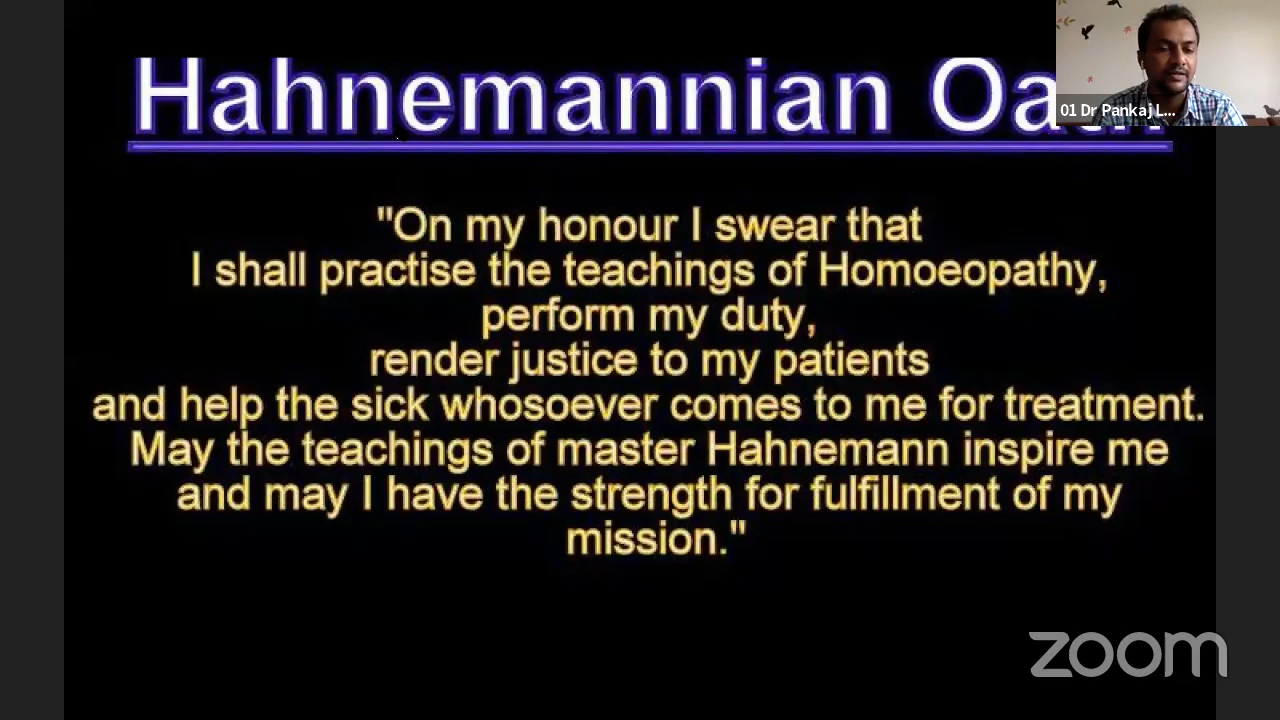 Hahnemannian
01 Dr Pankaj L...
"On my honour I swear that
I shall practise the teachings of Homoeopathy,
perform my duty,
render justice to my patients
and help the sick whosoever comes to me for treatment.
May the teachings of master Hahnemann inspire me
and may I have the strength for fulfillment of my
mission."
zoom